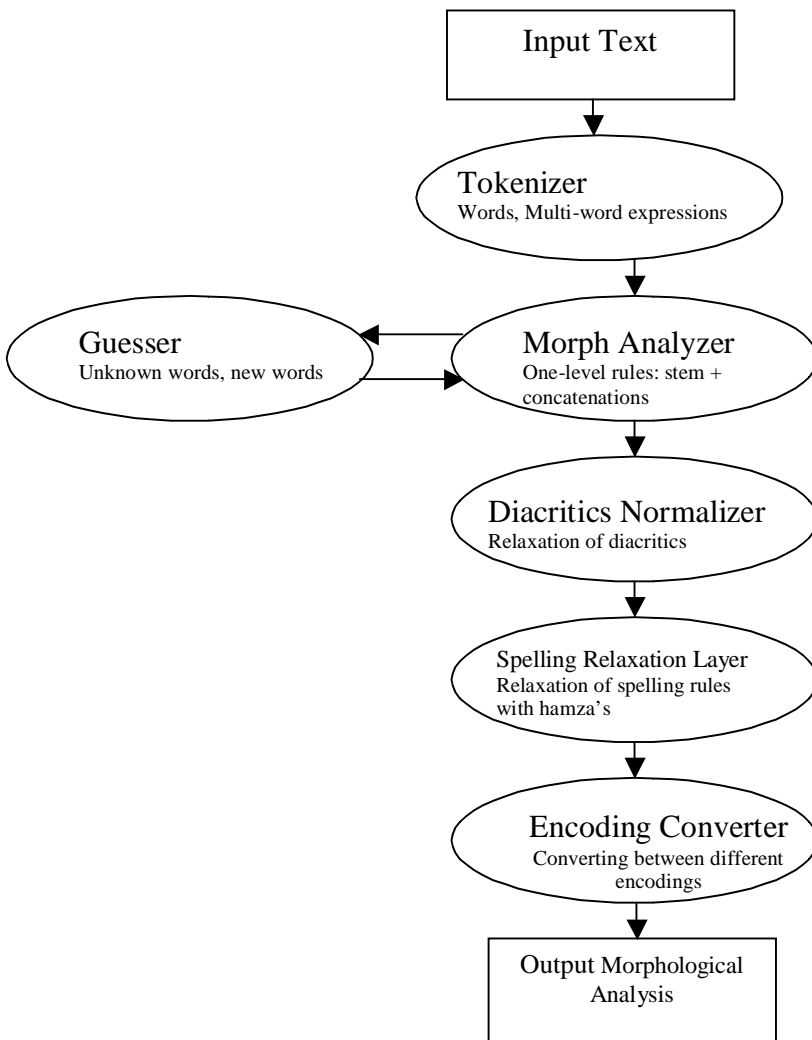 Input Text
Tokenizer
Words, Multi-word expressions
Guesser
Unknown words, new words
Morph Analyzer
One-level rules: stem +
concatenations
Diacritics Normalizer
Relaxation of diacritics
Spelling Relaxation Layer
Relaxation of spelling rules
with hamza’s
Encoding Converter
Converting between different
encodings
Output Morphological
Analysis